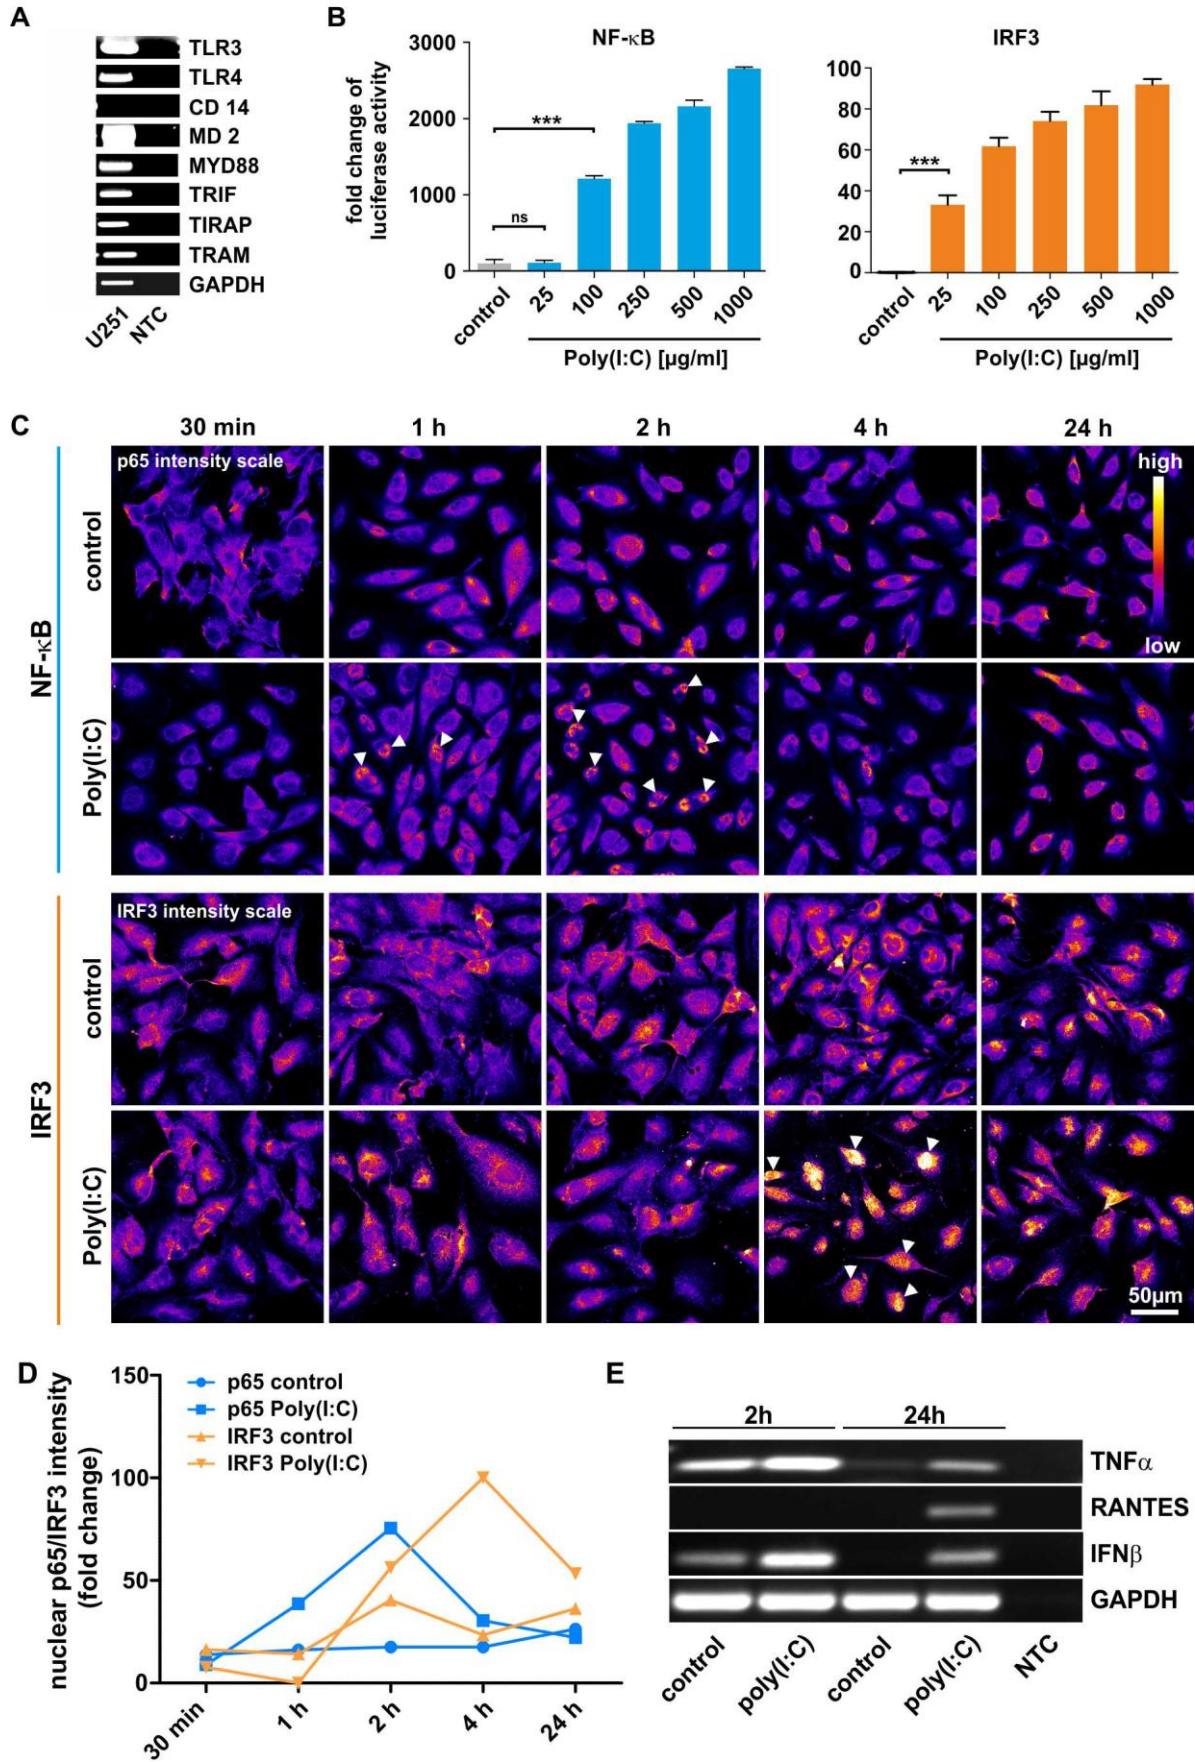 A
TLR3
TLR4
CD 14
MD 2
MYD88
TRIF
TIRAP
TRAM
GAPDH
U251
NTC
B
NF-κB
fold change of
luciferase activity
3000
2000
1000
0
***
ns
control
25
100
250
500
1000
Poly(I:C) [µg/ml]
IRF3
100
80
60
40
20
0
***
control
25
100
250
500
1000
Poly(I:C) [µg/ml]
C
30 min
1 h
2 h
4 h
24 h
NF-κB
control
p65 intensity scale
high
low
Poly(I:C)
IRF3
control
IRF3 intensity scale
Poly(I:C)
50µm
D
nuclear p65/IRF3 intensity
(fold change)
150
100
50
0
p65 control
p65 Poly(I:C)
IRF3 control
IRF3 Poly(I:C)
30 min
1 h
2 h
4 h
24 h
E
2h
24h
TNFα
RANTES
IFNβ
GAPDH
control
poly(I:C)
control
poly(I:C)
NTC